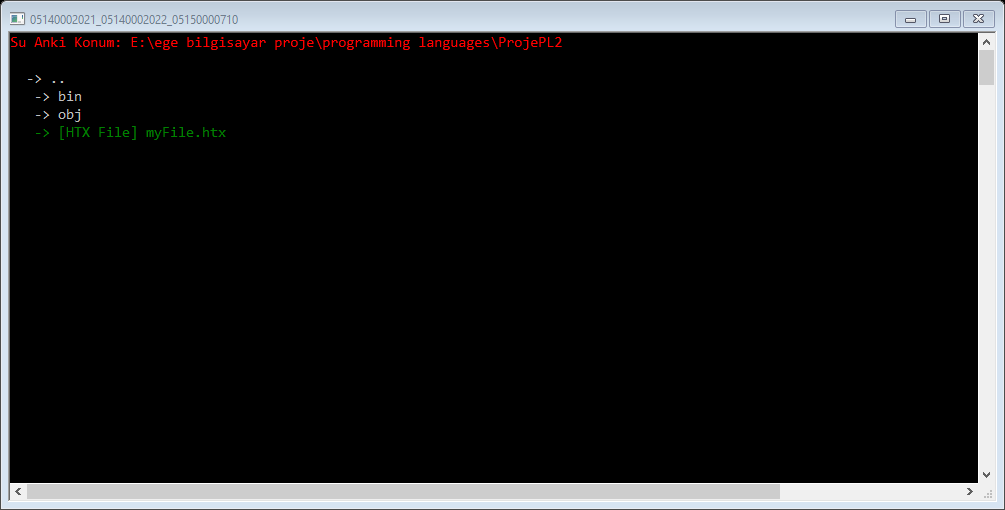 05140002021_05140002022_05150000710
Su Anki Konum: E:\ege bilgisayar proje\programming languages\ProjePL2
-> ..
-> bin
-> obj
-> [HTX File] myFile.htx